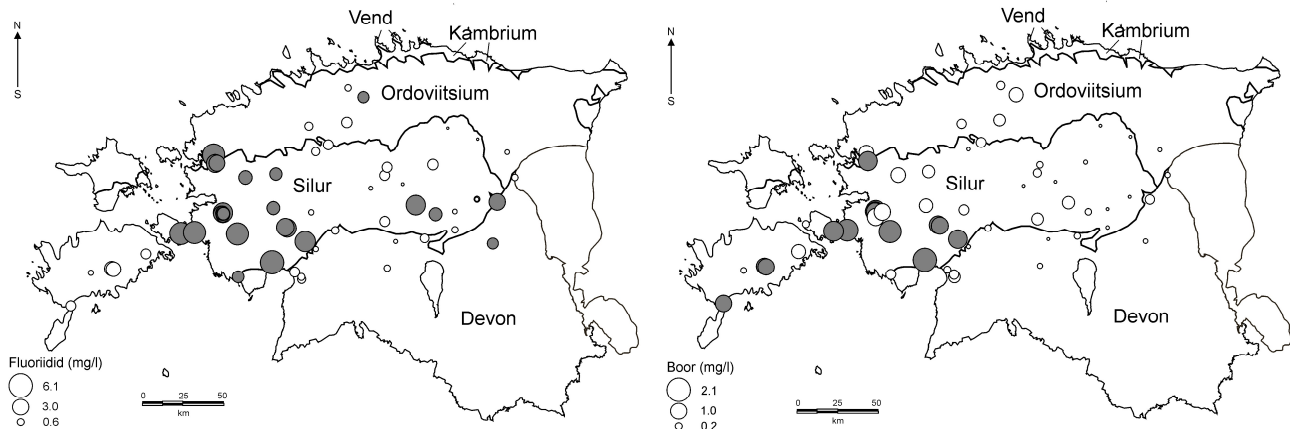 Vend
Kambrium
N
S
Ordoviitsium
Silur
Devon
Fluoriidid (mg/l)
6.1
3.0
0.6
0 25 50
km
Vend
Kambrium
N
S
Ordoviitsium
Silur
Devon
Boor (mg/l)
2.1
1.0
0.2
0 25 50
km